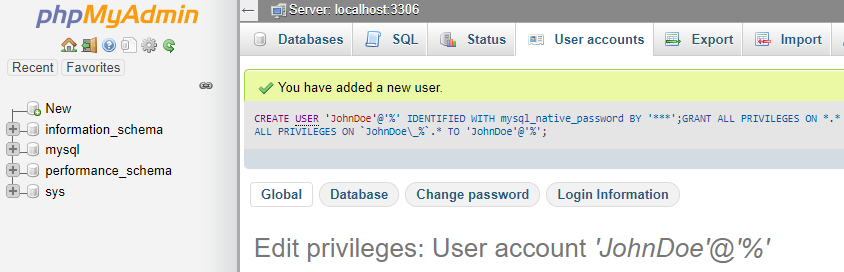 phpMyAdmin
Recent Favorites
New
information_schema
mysql
performance_schema
sys
Server: localhost:3306
Databases SQL Status User accounts Export Import
You have added a new user.
CREATE USER 'JohnDoe'@'%' IDENTIFIED WITH mysql_native_password BY '***';GRANT ALL PRIVILEGES ON *.*
ALL PRIVILEGES ON `JohnDoe\_%`.* TO 'JohnDoe'@'%';
Global Database Change password Login Information
Edit privileges: User account 'JohnDoe'@'%'